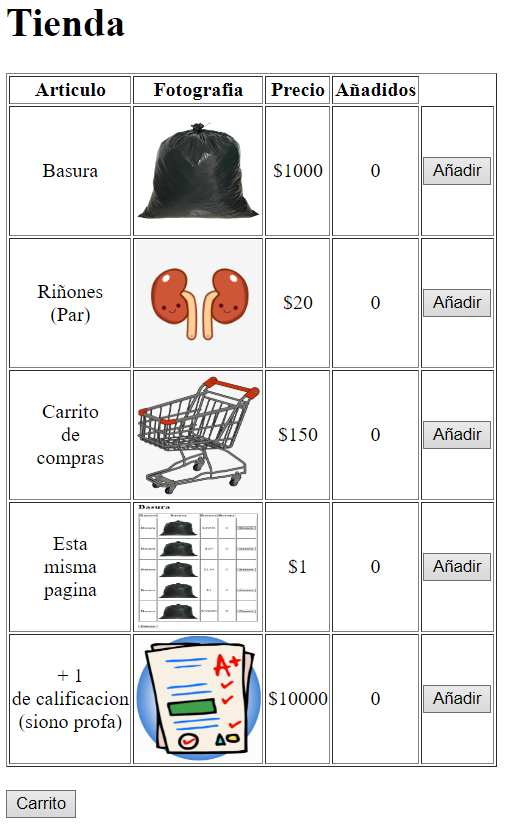 Tienda
Articulo Fotografia Precio Añadidos
Basura $1000 0 Añadir
Riñones
(Par) $20 0 Añadir
Carrito
de
compras $150 0 Añadir
Basura
Esta
misma
pagina $1 0 Añadir
A+
+ 1
de calificacion
(siono profa) $10000 0 Añadir
Carrito